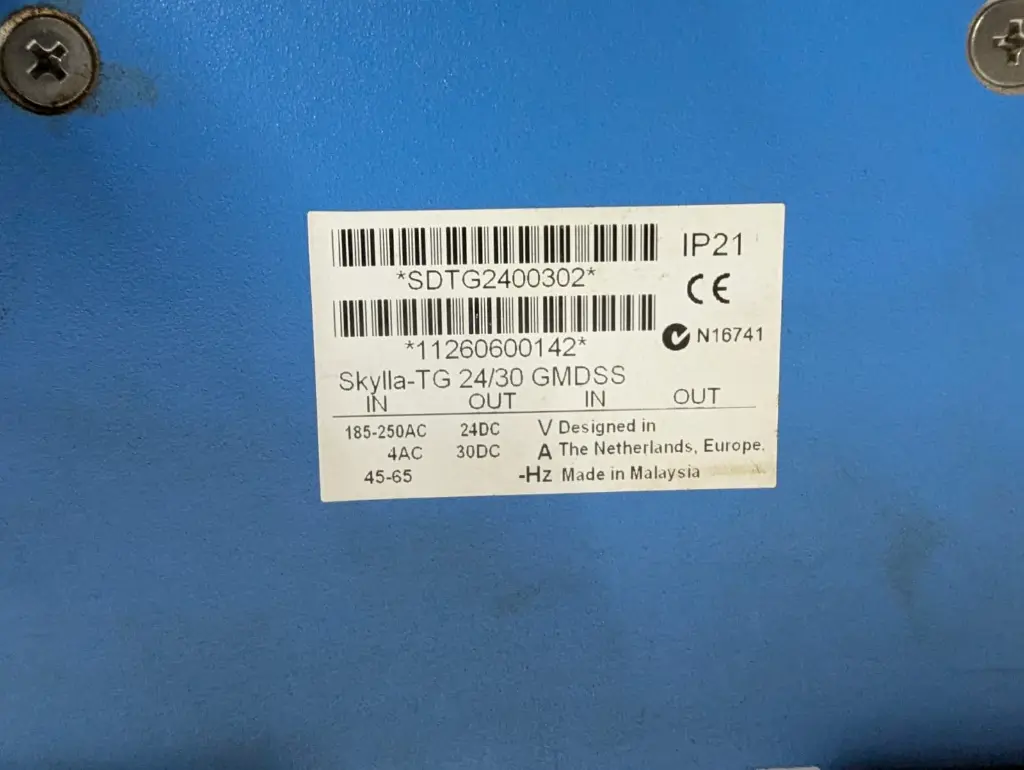 *SDTG2400302*
IP21
CE
*11260600142*
N16741
Skylla-TG 24/30 GMDSS
IN OUT IN OUT
185-250AC 24DC V Designed in
4AC 30DC A The Netherlands, Europe.
45-65 -Hz Made in Malaysia